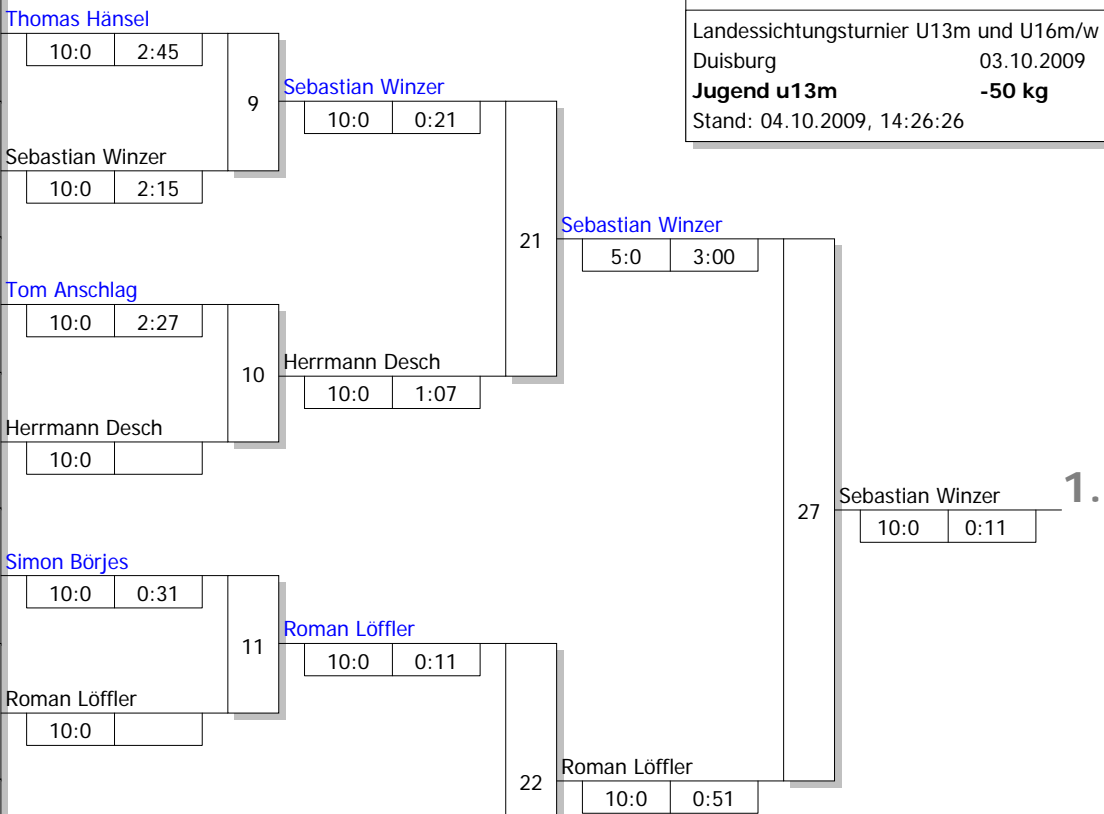 Landessichtungsturnier U13m und U16m/w
Duisburg 03.10.2009
Jugend u13m -50 kg
Stand: 04.10.2009, 14:26:26
Thomas Hänsel
10:0 2:45
9
Sebastian Winzer
10:0 2:15
Sebastian Winzer
10:0 0:21
21
Tom Anschlag
10:0 2:27
10
Herrmann Desch
10:0
Herrmann Desch
10:0 1:07
Sebastian Winzer
5:0 3:00
27
Sebastian Winzer 1.
10:0 0:11
Simon Börjes
10:0 0:31
11
Roman Löffler
10:0
Roman Löffler
10:0 0:11
22
Roman Löffler
10:0 0:51